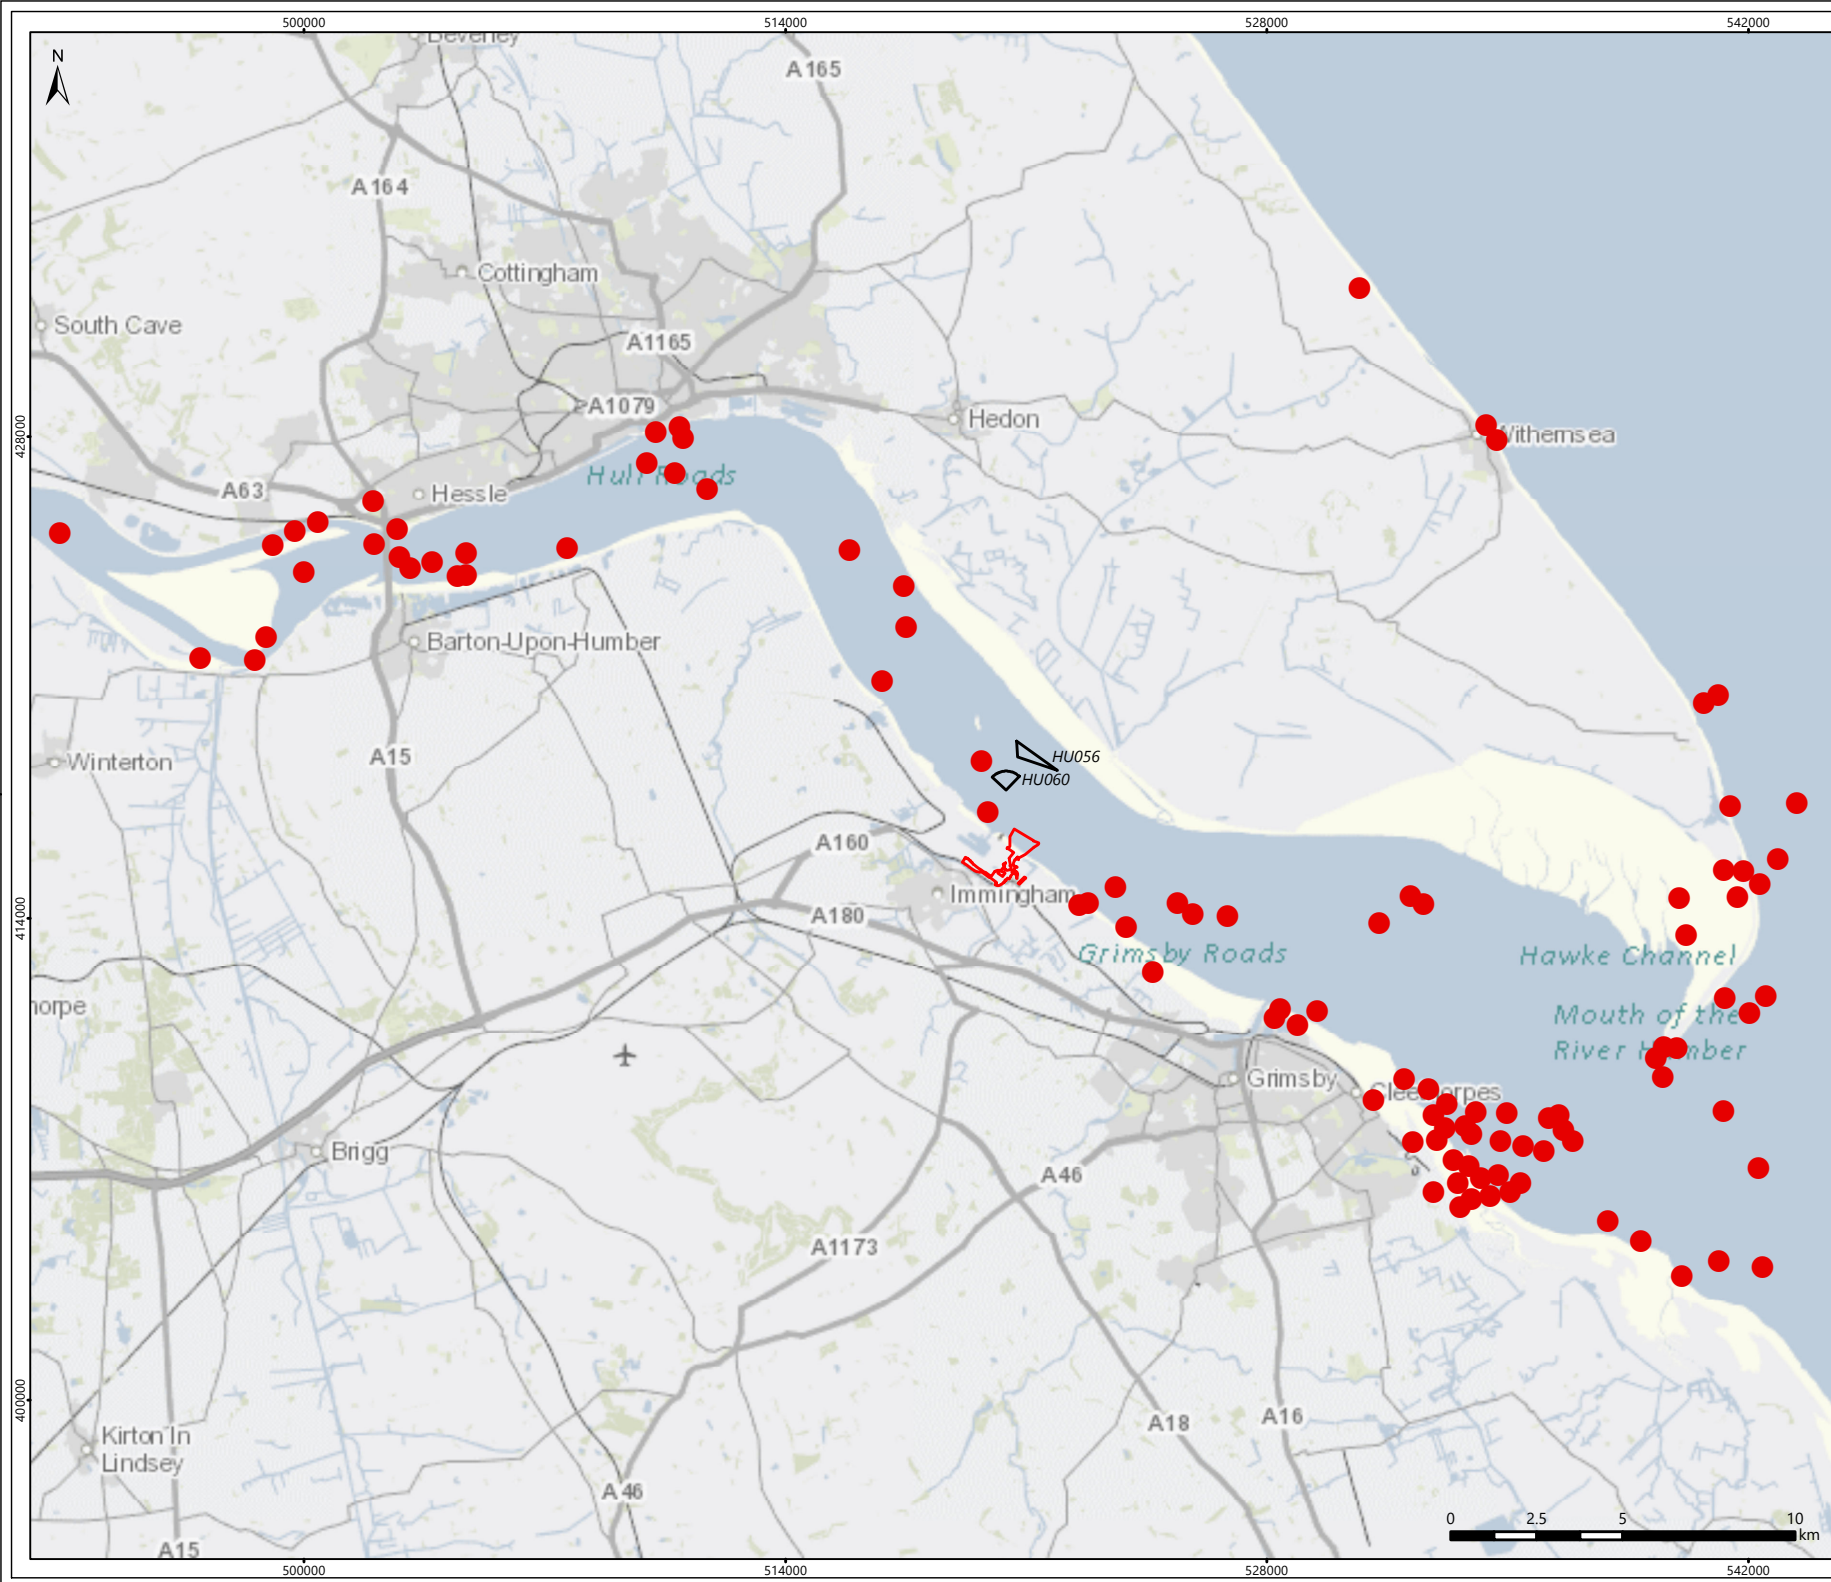 500000
514000
528000
542000
N
Beverley
A165
A164
Cottingham
South Cave
A1165
A1079
Hedon
428000
Withernsea
Hull Roads
A63
Hessle
Barton-Upon-Humber
HU056
A15
Winterton
HU060
A160
Immingham
414000
A180
Grimsby Roads
Hawke Channel
horpe
Mouth of the
River Humber
Grimsby
Cleethorpes
Brigg
A46
A1173
400000
A18
A16
Kirton In
Lindsey
A46
0
2.5
5
10
km
A15
500000
514000
528000
542000